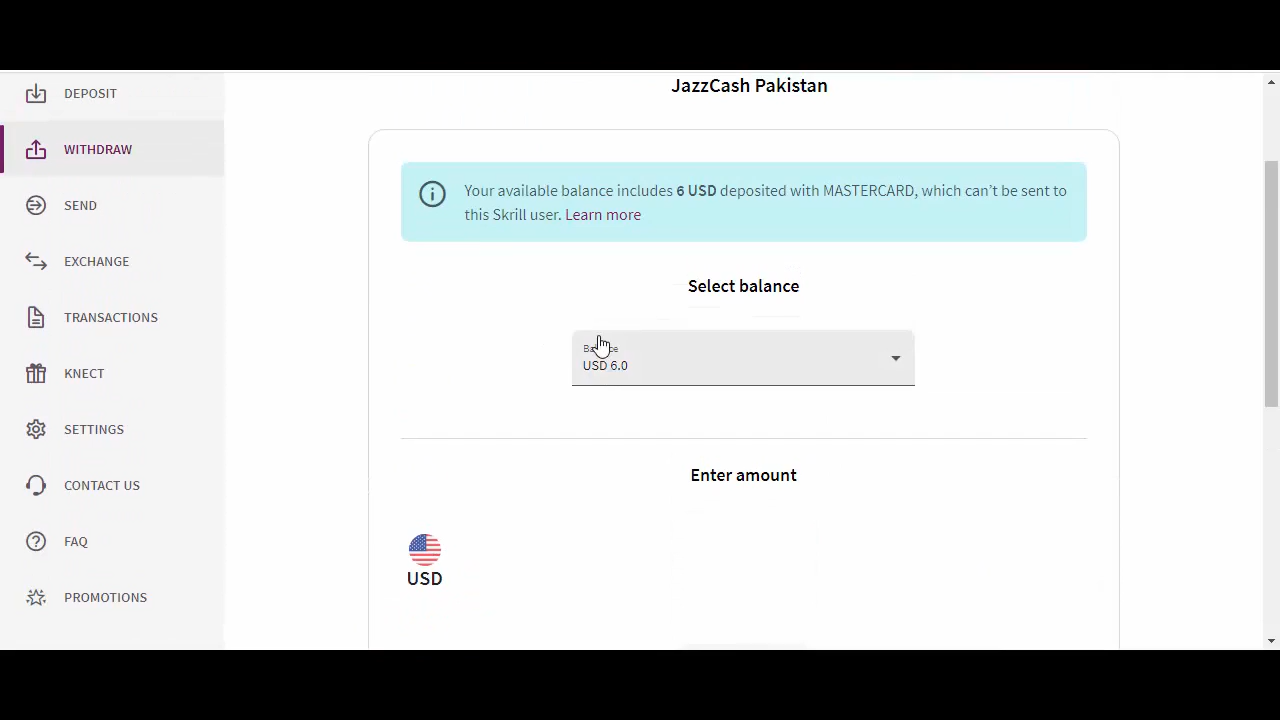 JazzCash Pakistan
DEPOSIT
WITHDRAW
SEND
EXCHANGE
TRANSACTIONS
KNECT
SETTINGS
CONTACT US
FAQ
PROMOTIONS
Your available balance includes 6 USD deposited with MASTERCARD, which can't be sent to
this Skrill user. Learn more
Select balance
Balance
USD 6.0
Enter amount
USD